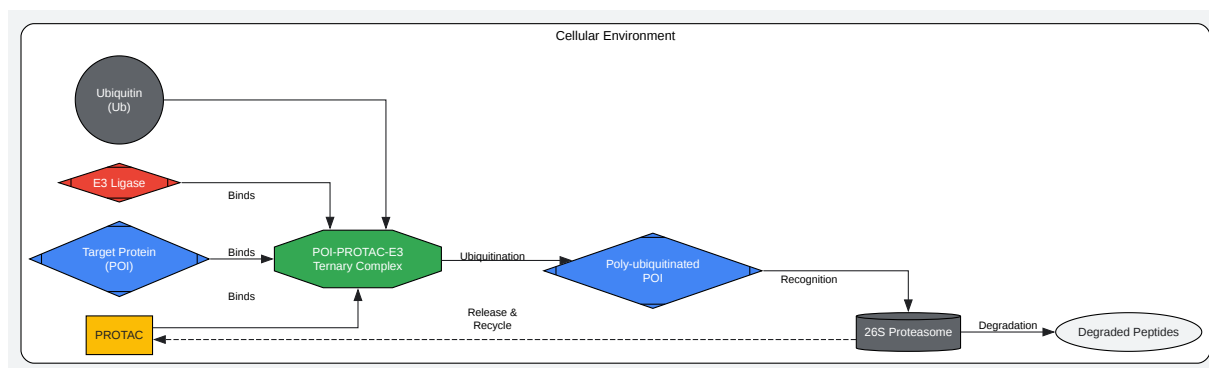 Cellular Environment
Ubiquitin
(Ub)
E3 Ligase
Binds
Target Protein
(POI)
Binds
POI-PROTAC-E3
Ternary Complex
Ubiquitination
Poly-ubiquitinated
POI
Recognition
Binds
PROTAC
Release &
Recycle
26S Proteasome
Degradation
Degraded Peptides